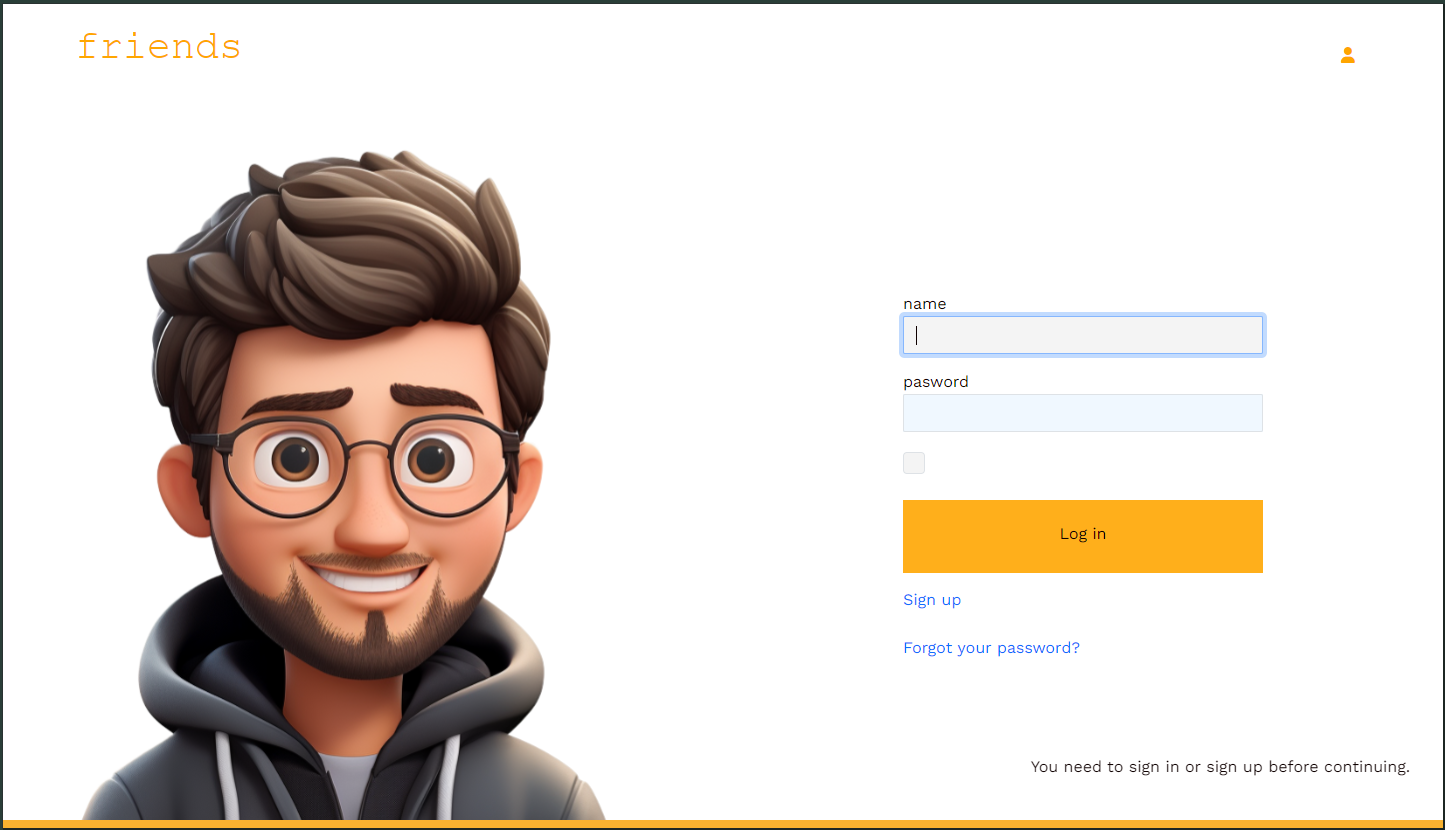 friends
name
pasword
Log in
Sign up
Forgot your password?
You need to sign in or sign up before continuing.